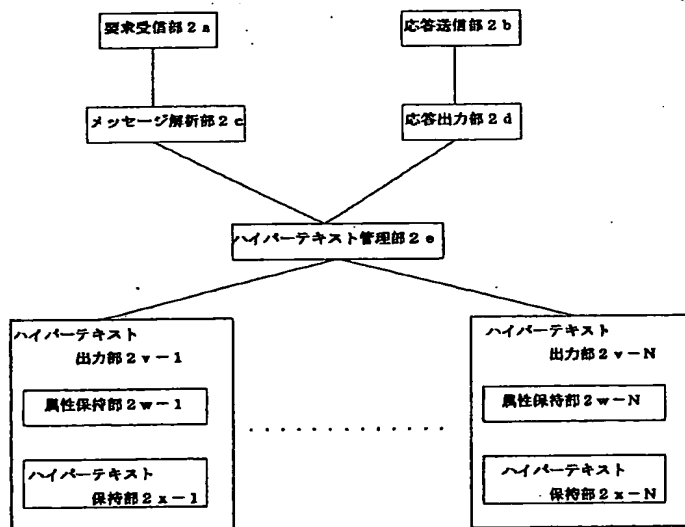 要求受信部2a
応答送信部2b
メッセージ解析部2c
応答出力部2d
ハイパーテキスト管理部2e
ハイパーテキスト
出力部2v-1
属性保持部2w-1
ハイパーテキスト
保持部2x-1
ハイパーテキスト
出力部2v-N
属性保持部2w-N
ハイパーテキスト
保持部2x-N